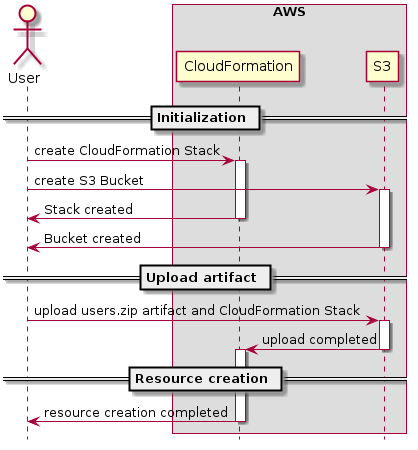 AWS
User
CloudFormation
S3
Initialization
create CloudFormation Stack
create S3 Bucket
Stack created
Bucket created
Upload artifact
upload users.zip artifact and CloudFormation Stack
upload completed
Resource creation
resource creation completed